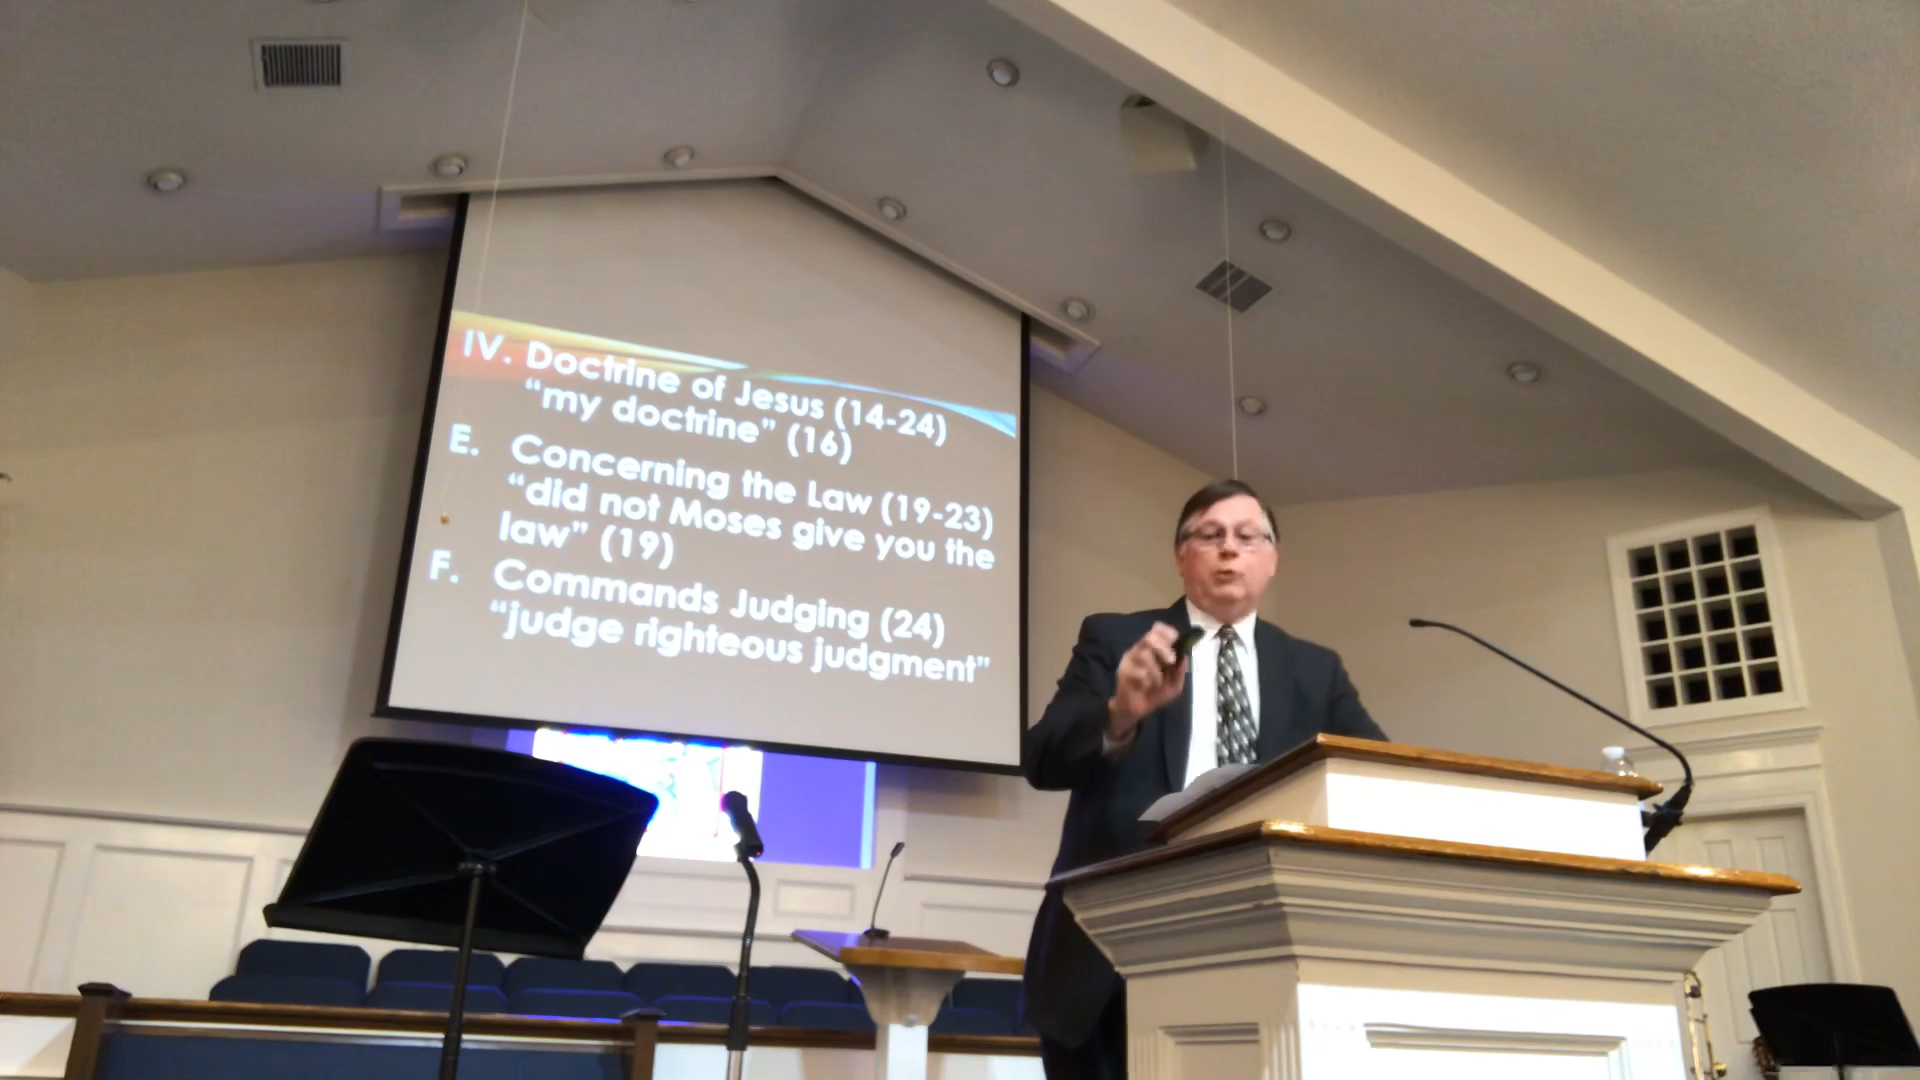 IV. Doctrine of Jesus (14-24)
“my doctrine” (16)
E. Concerning the Law (19-23)
“did not Moses give you the
law” (19)
F. Commands Judging (24)
“judge righteous judgment”